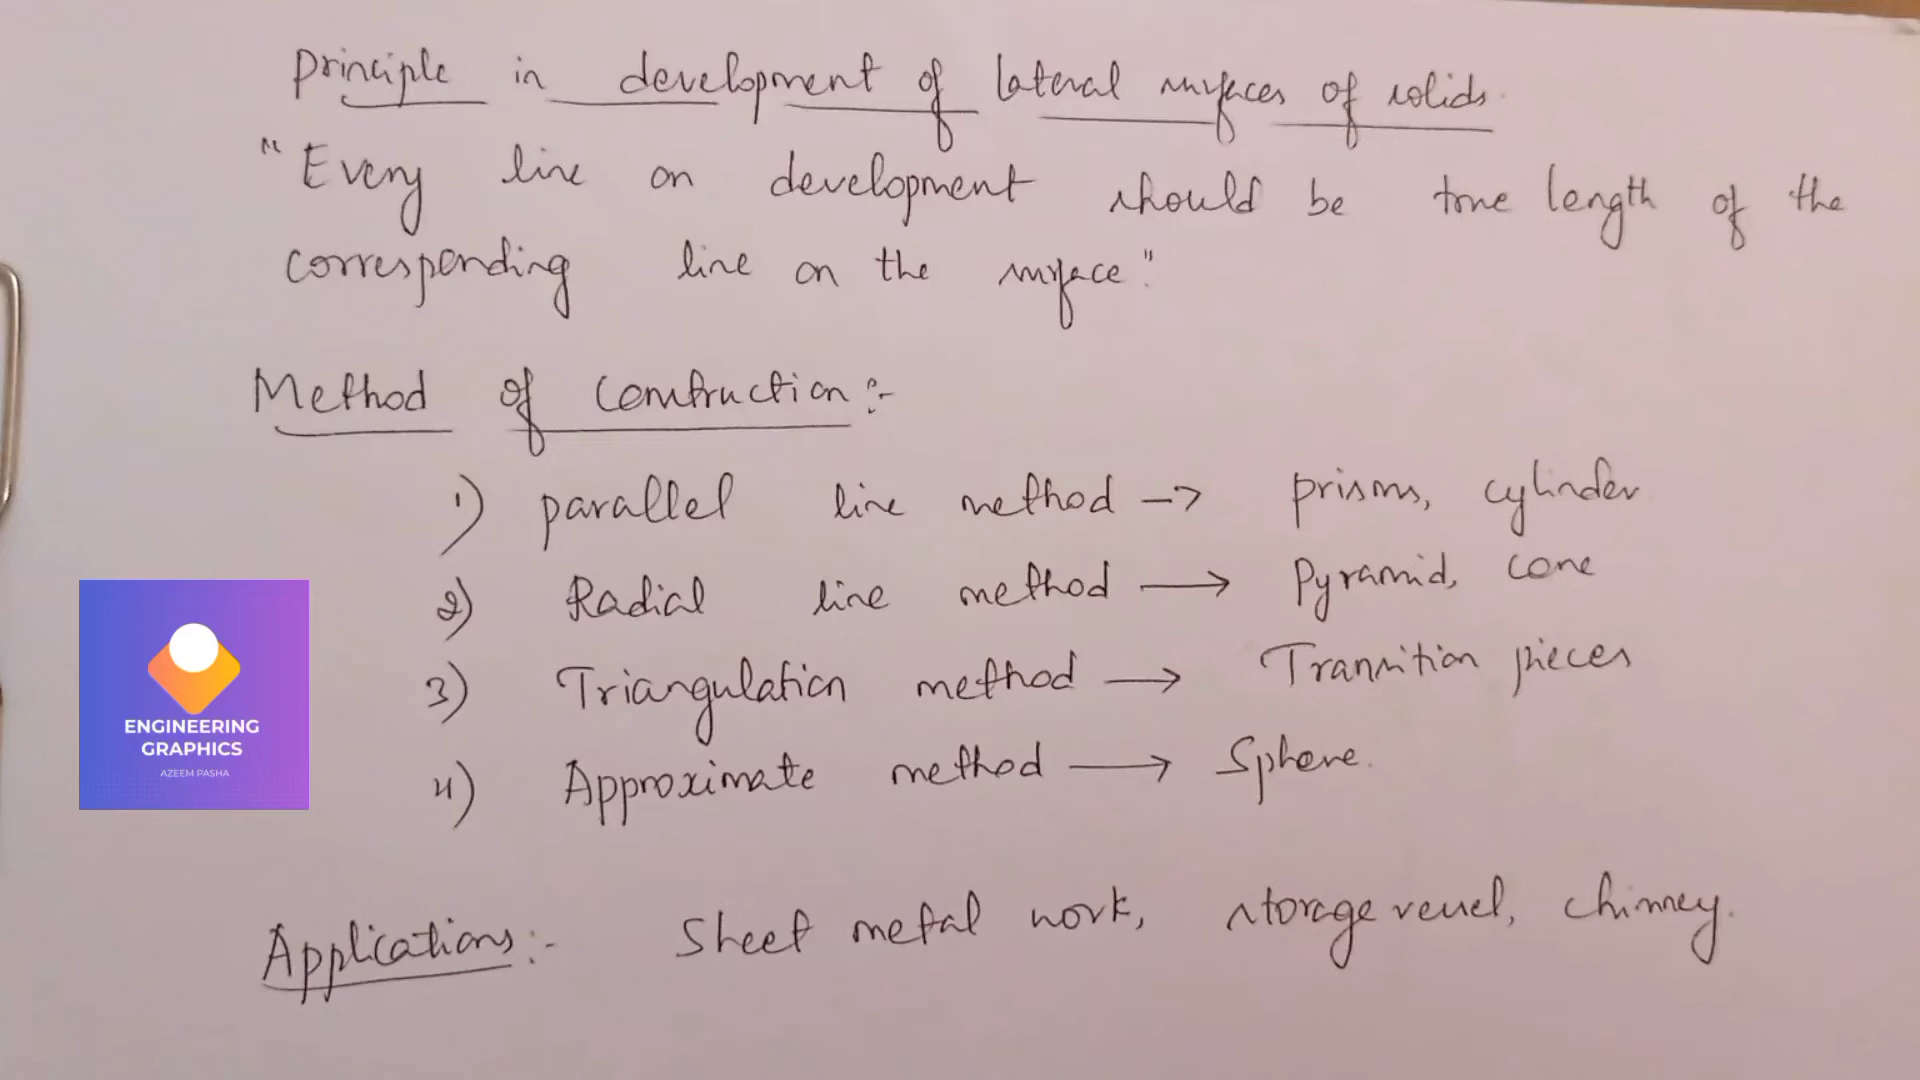 Principle in development of lateral surfaces of solids.
"Every line on development should be true length of the
corresponding line on the surface".
Method of construction :-
1) parallel line method -> prisms, cylinder
2) Radial line method → Pyramid, cone
3) Triangulation method → Transition pieces
4) Approximate method → Sphere.
ENGINEERING
GRAPHICS
AZEEM PASHA
Applications :- Sheet metal work, storage vessel, chimney.